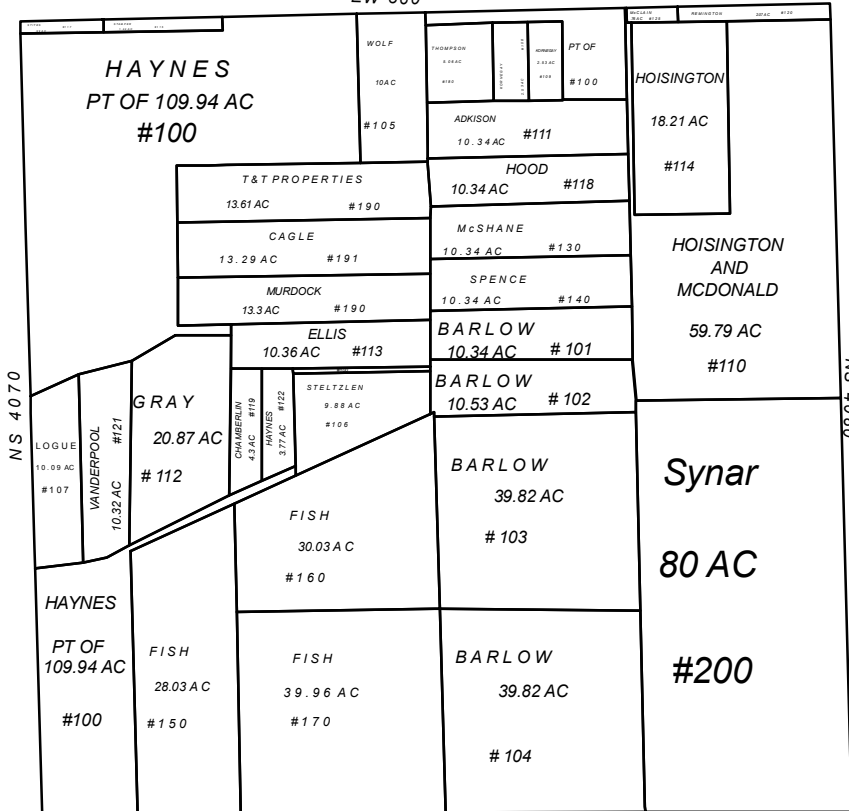 McCLAIN
#129
REMINGTON
#130
HAYNES
PT OF 109.94 AC
#100
WOLF
10AC
#105
THOMPSON
#180
PT OF
#100
HOISINGTON
18.21 AC
#114
ADKISON
10.34 AC #111
HOOD
10.34 AC #118
T&T PROPERTIES
13.61 AC #190
McSHANE
10.34 AC #130
CAGLE
13.29 AC #191
HOISINGTON
AND
MCDONALD
59.79 AC
#110
SPENCE
10.34 AC #140
MURDOCK
13.3 AC #190
BARLOW
10.34 AC # 101
ELLIS
10.36 AC #113
BARLOW
10.53 AC # 102
NS 4070
LOGUE
10.09 AC
#107
VANDERPOOL
10.32 AC #121
GRAY
20.87 AC
# 112
CHAMBERLIN
4.3 AC #119
HAYNES
3.77 AC #122
STELTZLEN
9.88 AC
#106
BARLOW
39.82 AC
# 103
Synar
80 AC
#200
FISH
30.03 AC
#160
HAYNES
PT OF
109.94 AC
#100
FISH
28.03 AC
#150
FISH
39.96 AC
#170
BARLOW
39.82 AC
# 104